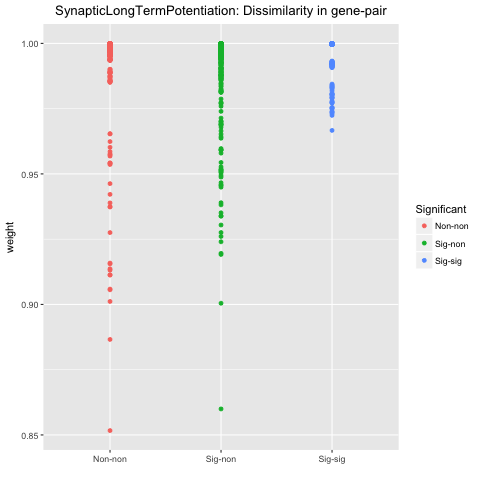 SynapticLongTermPotentiation: Dissimilarity in gene-pair
1.00
0.95
0.90
0.85
weight
Non-non
Sig-non
Sig-sig
Significant
Non-non
Sig-non
Sig-sig